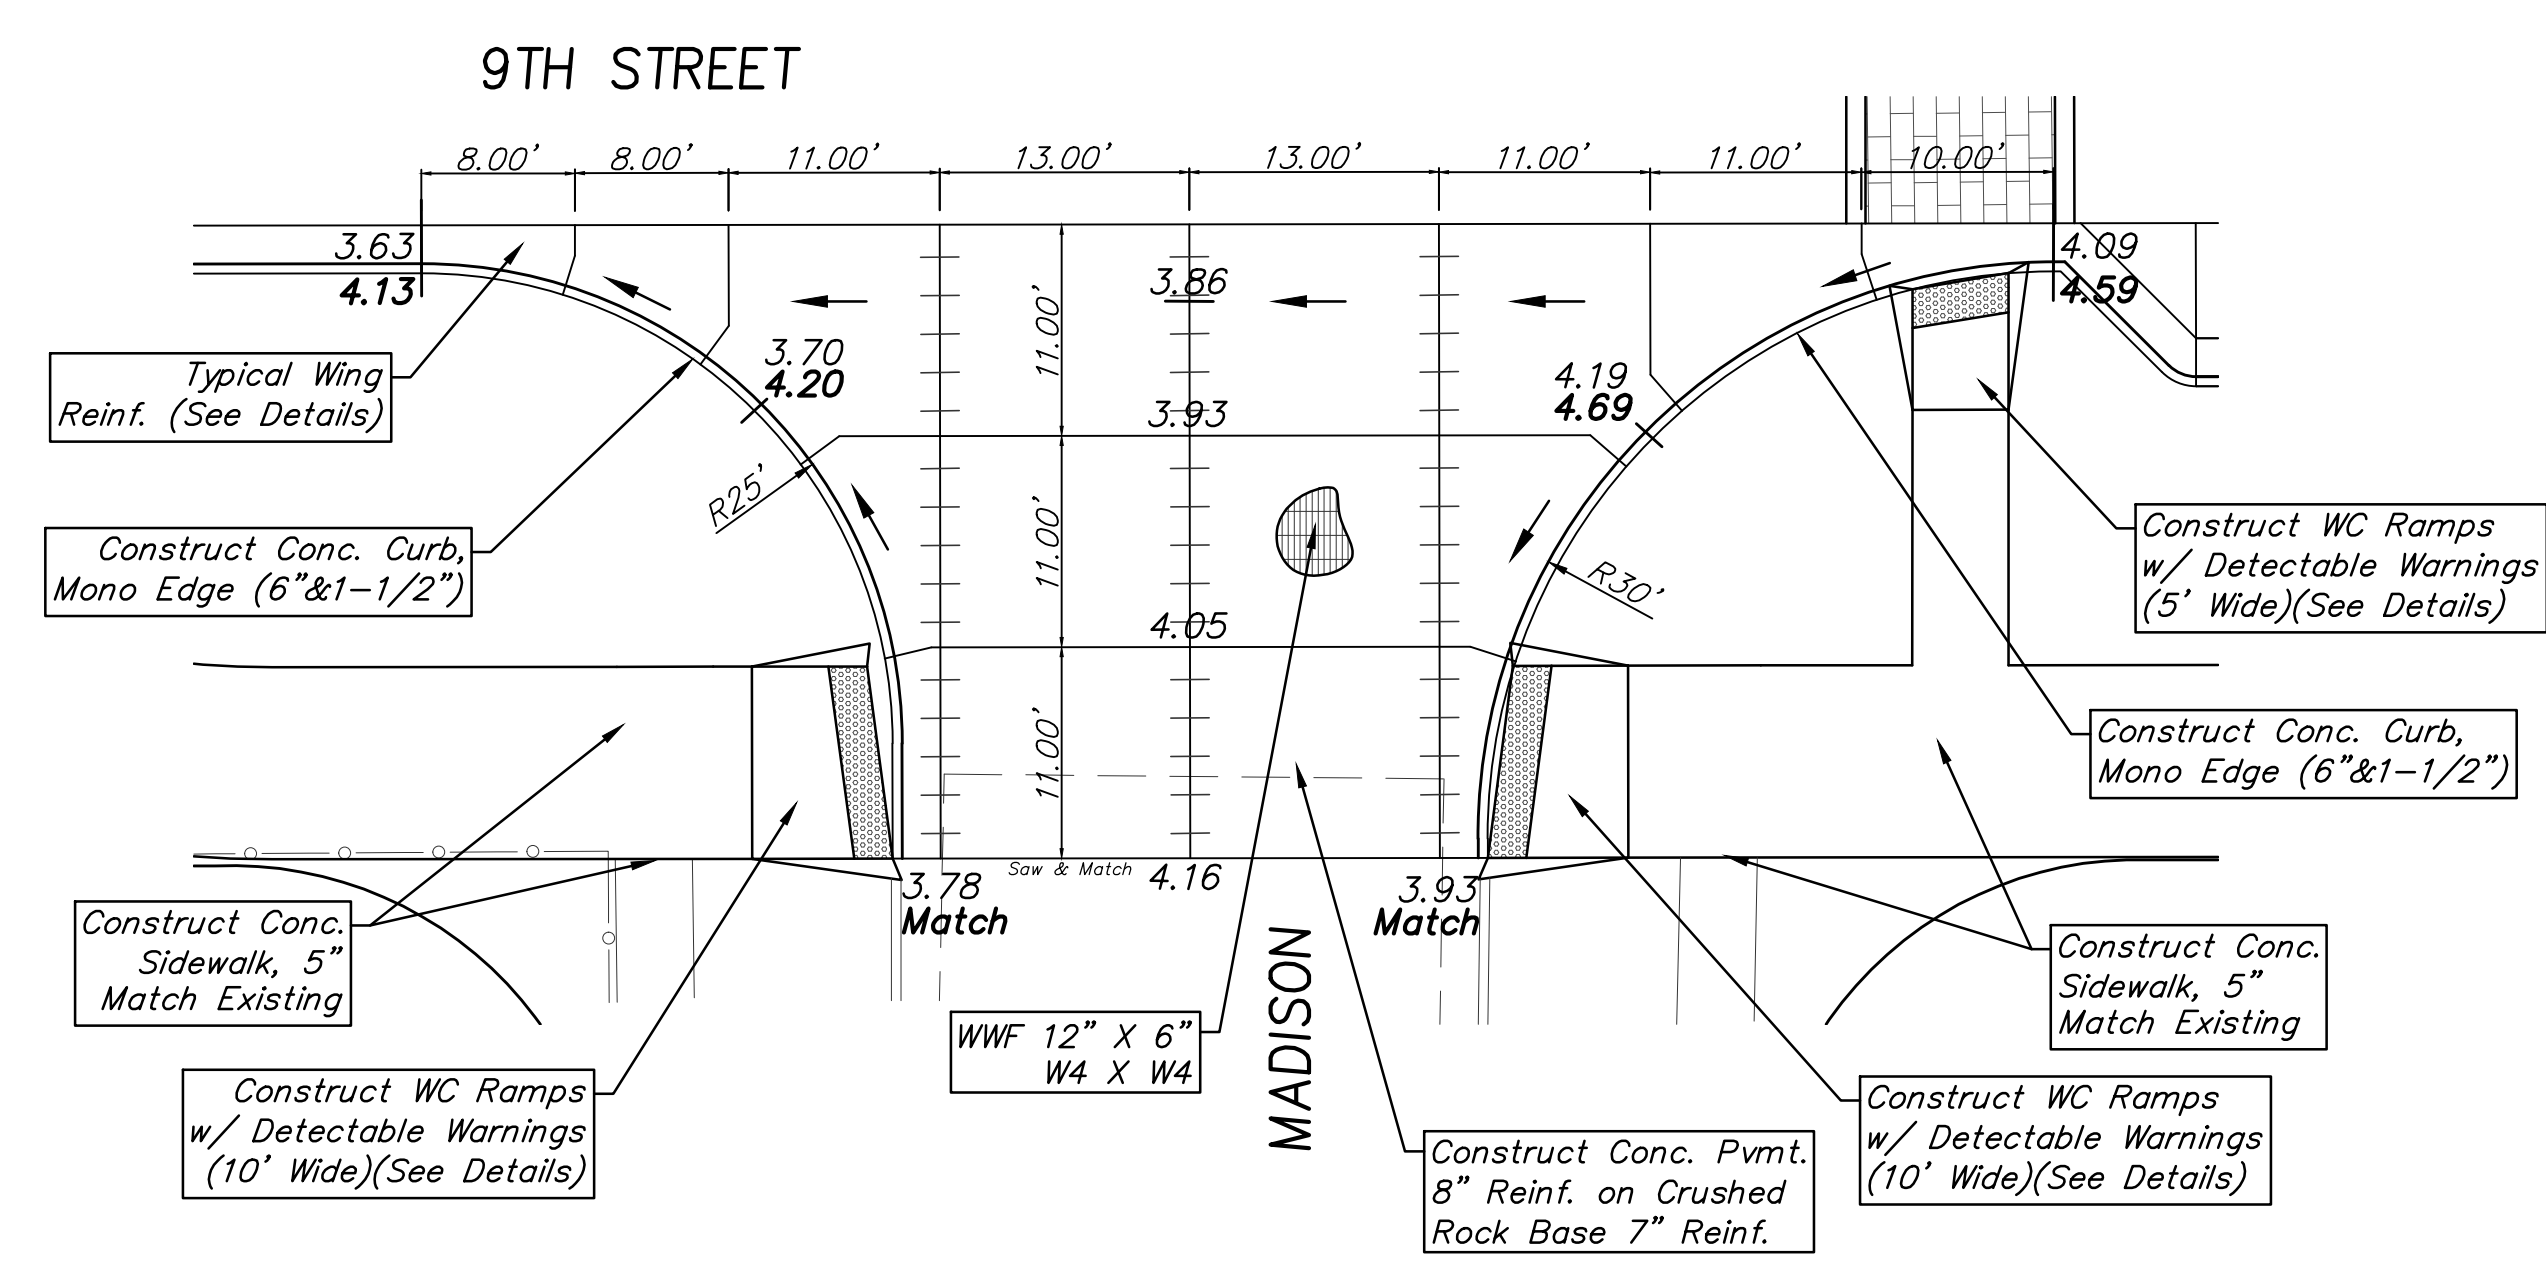 9TH STREET
8.00'
8.00'
11.00'
13.00'
13.00'
11.00'
11.00'
10.00'
3.63
4.13
3.86
4.09
4.59
11.00'
3.70
4.20
4.19
4.69
3.93
Typical Wing
Reinf. (See Details)
R25'
11.00'
R30'
Construct Conc. Curb,
Mono Edge (6"&1-1/2")
Construct WC Ramps
w/ Detectable Warnings
(5' Wide)(See Details)
4.05
11.00'
Construct Conc. Curb,
Mono Edge (6"&1-1/2")
Saw & Match
3.78
Match
4.16
3.93
Match
Construct Conc.
Sidewalk, 5"
Match Existing
MADISON
Construct Conc.
Sidewalk, 5"
Match Existing
WWF 12" X 6"
W4 X W4
Construct WC Ramps
w/ Detectable Warnings
(10' Wide)(See Details)
Construct WC Ramps
w/ Detectable Warnings
(10' Wide)(See Details)
Construct Conc. Pvmt.
8" Reinf. on Crushed
Rock Base 7" Reinf.